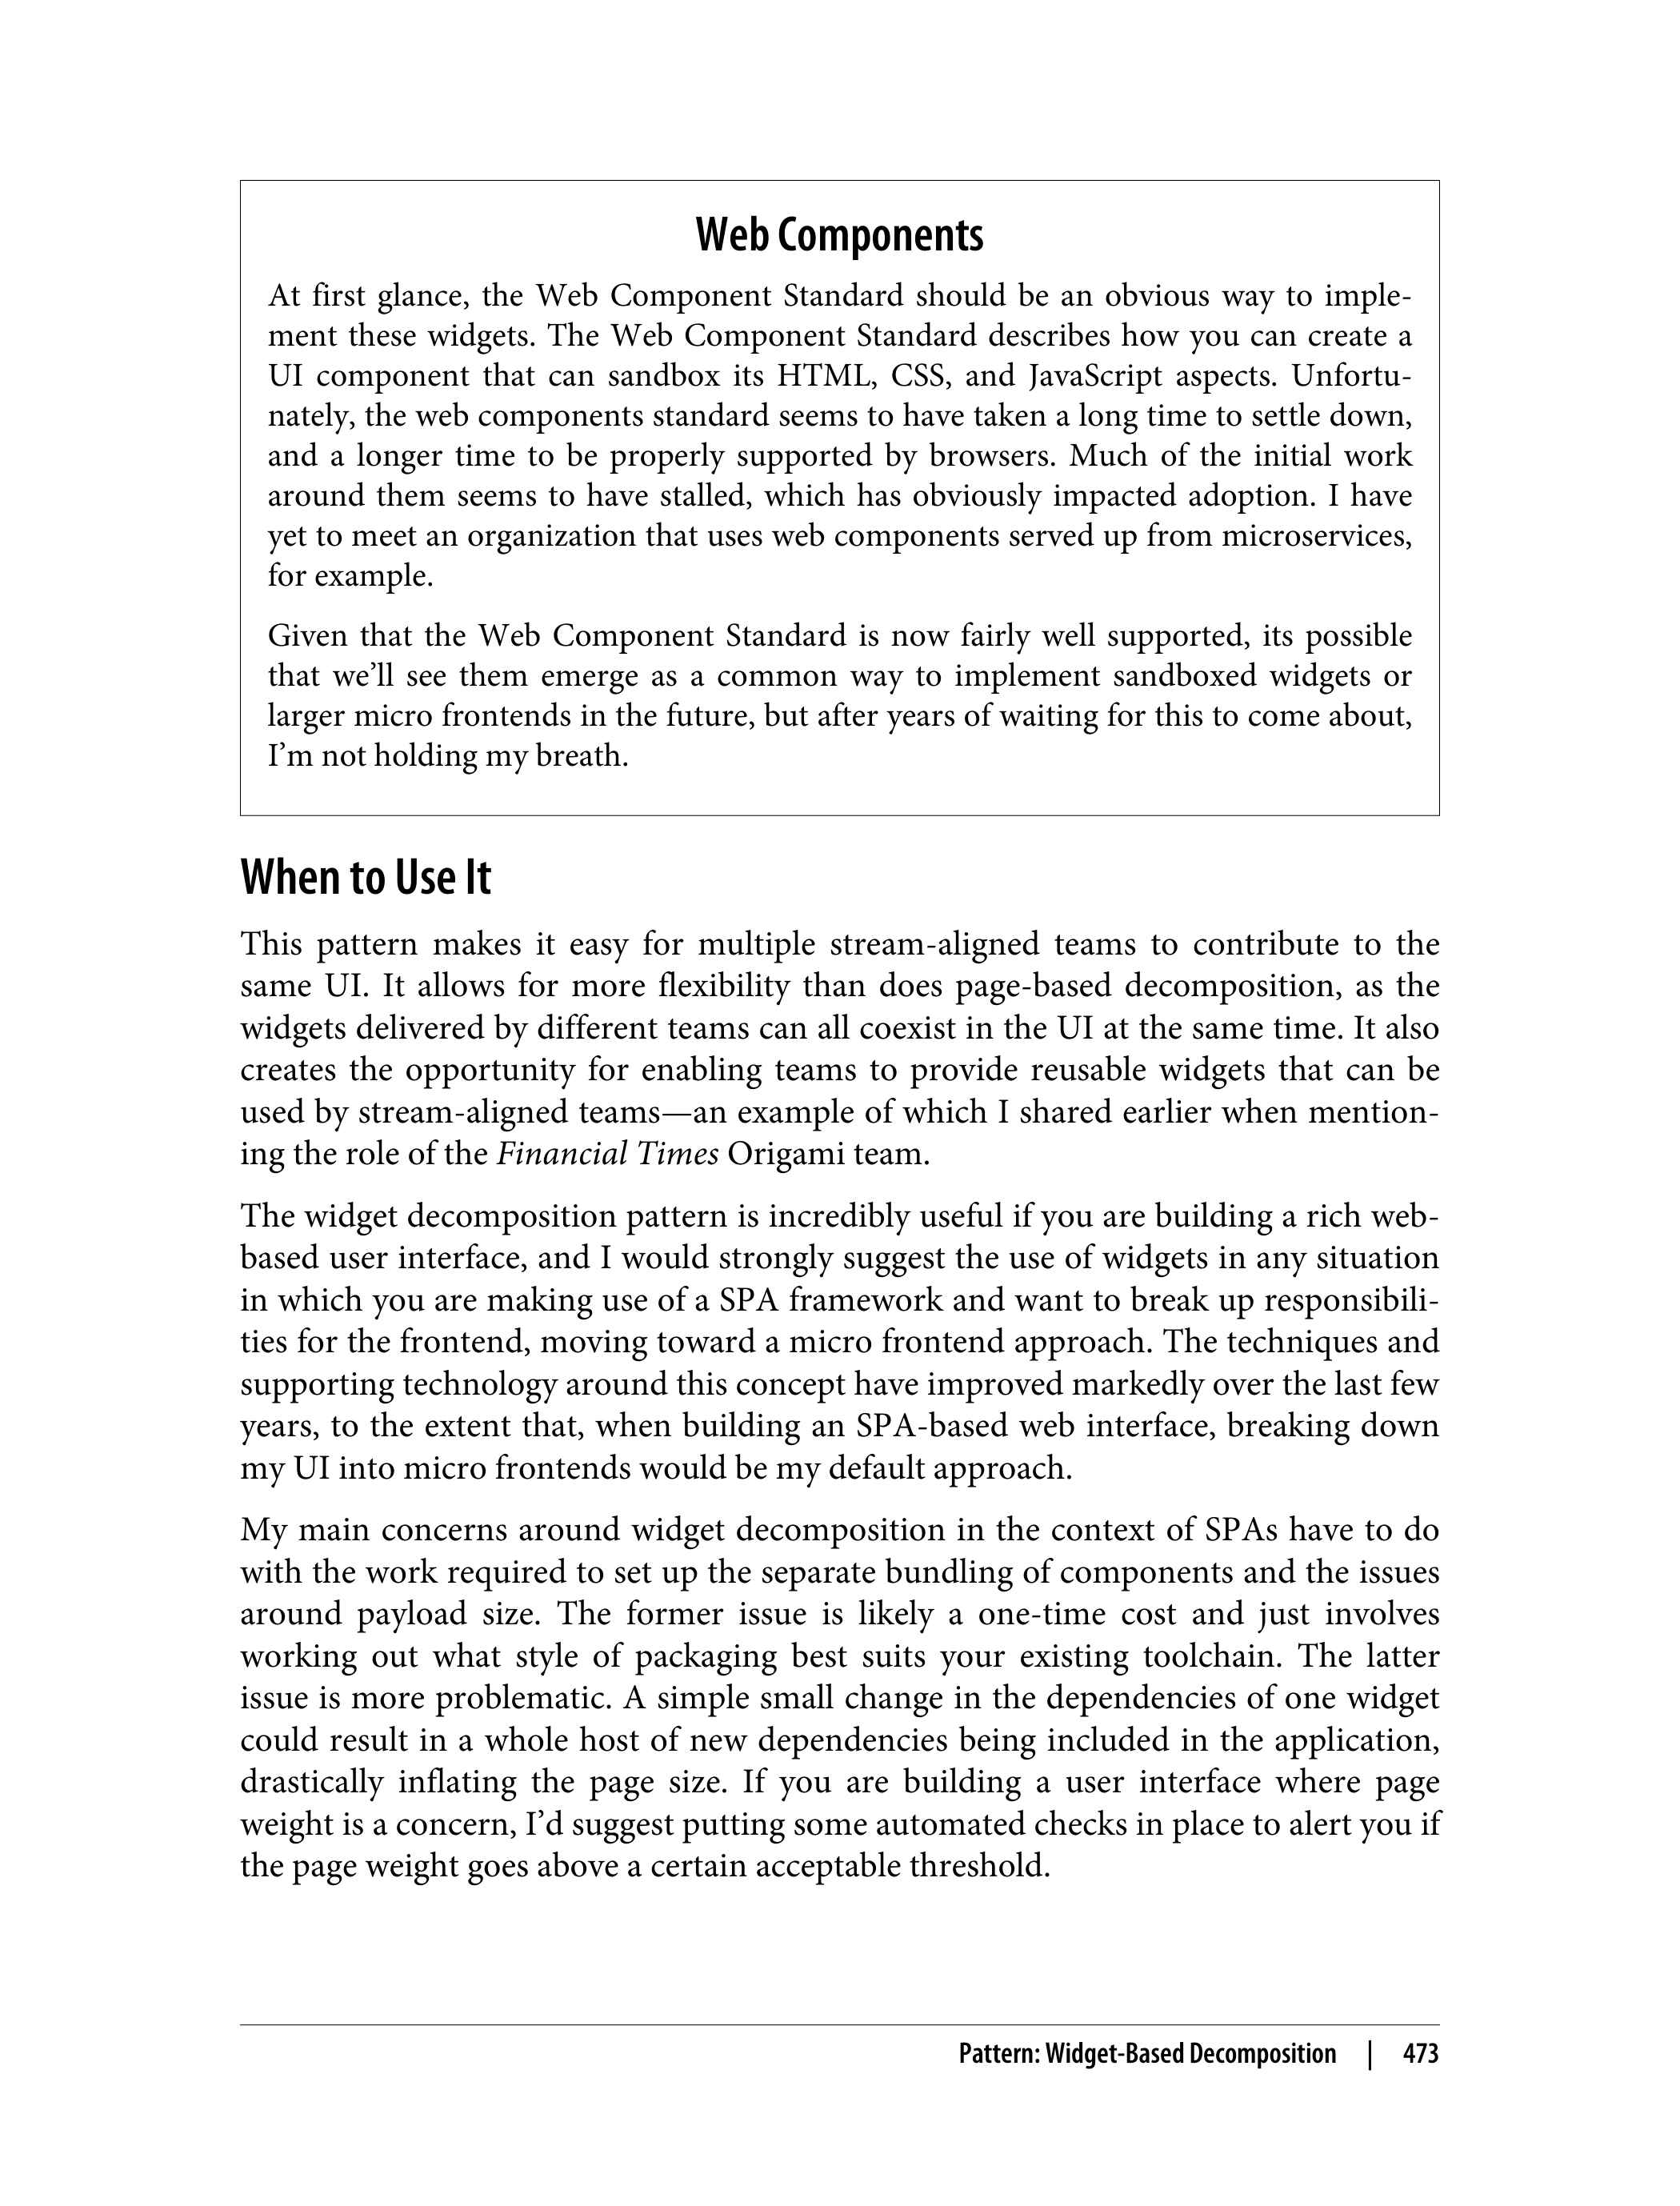 Web Components
At first glance, the Web Component Standard should be an obvious way to imple-
ment these widgets. The Web Component Standard describes how you can create a
UI component that can sandbox its HTML, CSS, and JavaScript aspects. Unfortu-
nately, the web components standard seems to have taken a long time to settle down,
and a longer time to be properly supported by browsers. Much of the initial work
around them seems to have stalled, which has obviously impacted adoption. I have
yet to meet an organization that uses web components served up from microservices,
for example.
Given that the Web Component Standard is now fairly well supported, its possible
that we’ll see them emerge as a common way to implement sandboxed widgets or
larger micro frontends in the future, but after years of waiting for this to come about,
I’m not holding my breath.
When to Use It
This pattern makes it easy for multiple stream-aligned teams to contribute to the
same UI. It allows for more flexibility than does page-based decomposition, as the
widgets delivered by different teams can all coexist in the UI at the same time. It also
creates the opportunity for enabling teams to provide reusable widgets that can be
used by stream-aligned teams—an example of which I shared earlier when mention-
ing the role of the Financial Times Origami team.
The widget decomposition pattern is incredibly useful if you are building a rich web-
based user interface, and I would strongly suggest the use of widgets in any situation
in which you are making use of a SPA framework and want to break up responsibili-
ties for the frontend, moving toward a micro frontend approach. The techniques and
supporting technology around this concept have improved markedly over the last few
years, to the extent that, when building an SPA-based web interface, breaking down
my UI into micro frontends would be my default approach.
My main concerns around widget decomposition in the context of SPAs have to do
with the work required to set up the separate bundling of components and the issues
around payload size. The former issue is likely a one-time cost and just involves
working out what style of packaging best suits your existing toolchain. The latter
issue is more problematic. A simple small change in the dependencies of one widget
could result in a whole host of new dependencies being included in the application,
drastically inflating the page size. If you are building a user interface where page
weight is a concern, I’d suggest putting some automated checks in place to alert you if
the page weight goes above a certain acceptable threshold.
Pattern: Widget-Based Decomposition | 473